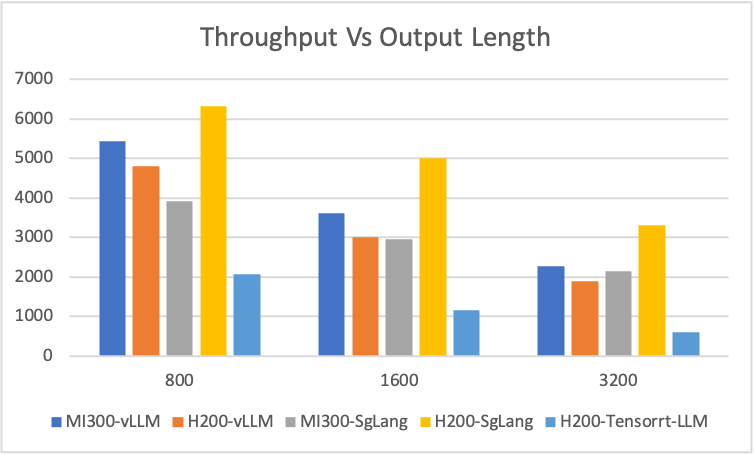 Throughput Vs Output Length
7000
6000
5000
4000
3000
2000
1000
0
800 1600 3200
MI300-vLLM H200-vLLM MI300-SgLang H200-SgLang H200-Tensorrt-LLM